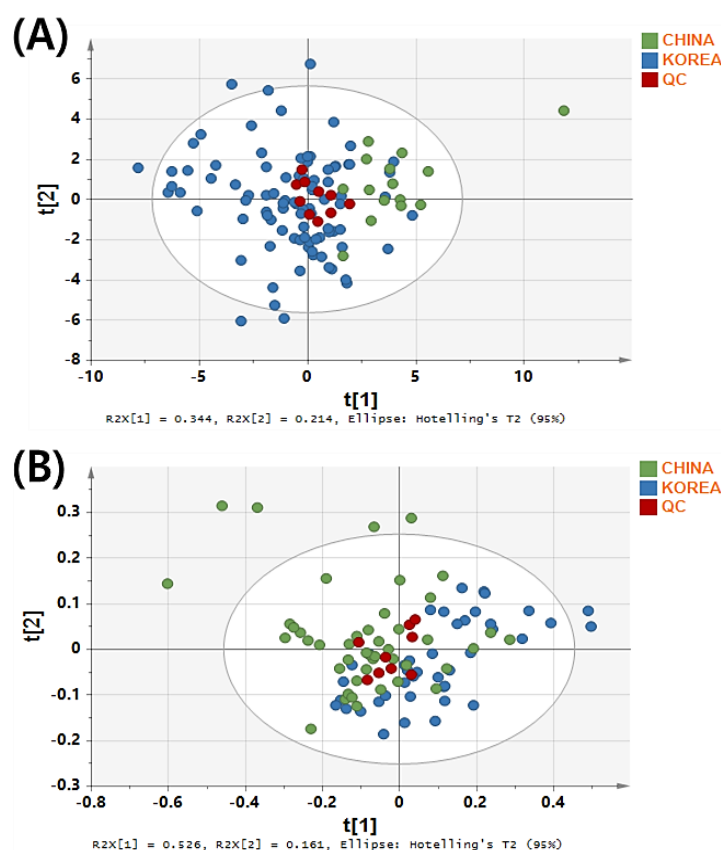 (A)
CHINA
KOREA
QC
6
4
2
0
-2
-4
-6
-8
t[2]
-10 -5 0 5 10
t[1]
R2X[1] = 0.344, R2X[2] = 0.214, Ellipse: Hotelling's T2 (95%)
(B)
CHINA
KOREA
QC
0.3
0.2
0.1
0
-0.1
-0.2
-0.3
t[2]
-0.8 -0.6 -0.4 -0.2 0 0.2 0.4
t[1]
R2X[1] = 0.526, R2X[2] = 0.161, Ellipse: Hotelling's T2 (95%)